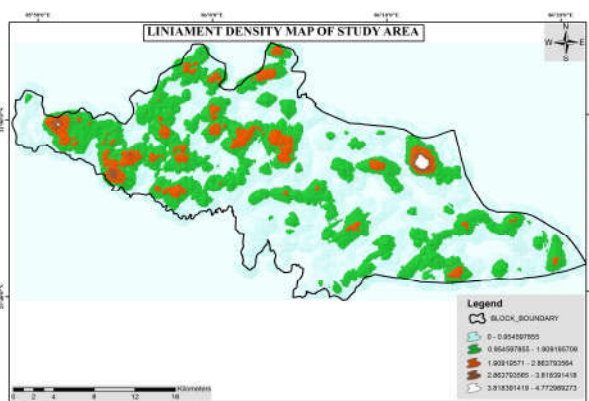 LINIAMENT DENSITY MAP OF STUDY AREA
N
W E
S
Legend
BLOCK_BOUNDARY
0 - 0.954597855
0.954597855 - 1.909195709
1.90919571 - 2.863793564
2.863793565 - 3.818391418
3.818391419 - 4.772989273
0 2 4 8 12 16
Kilometers